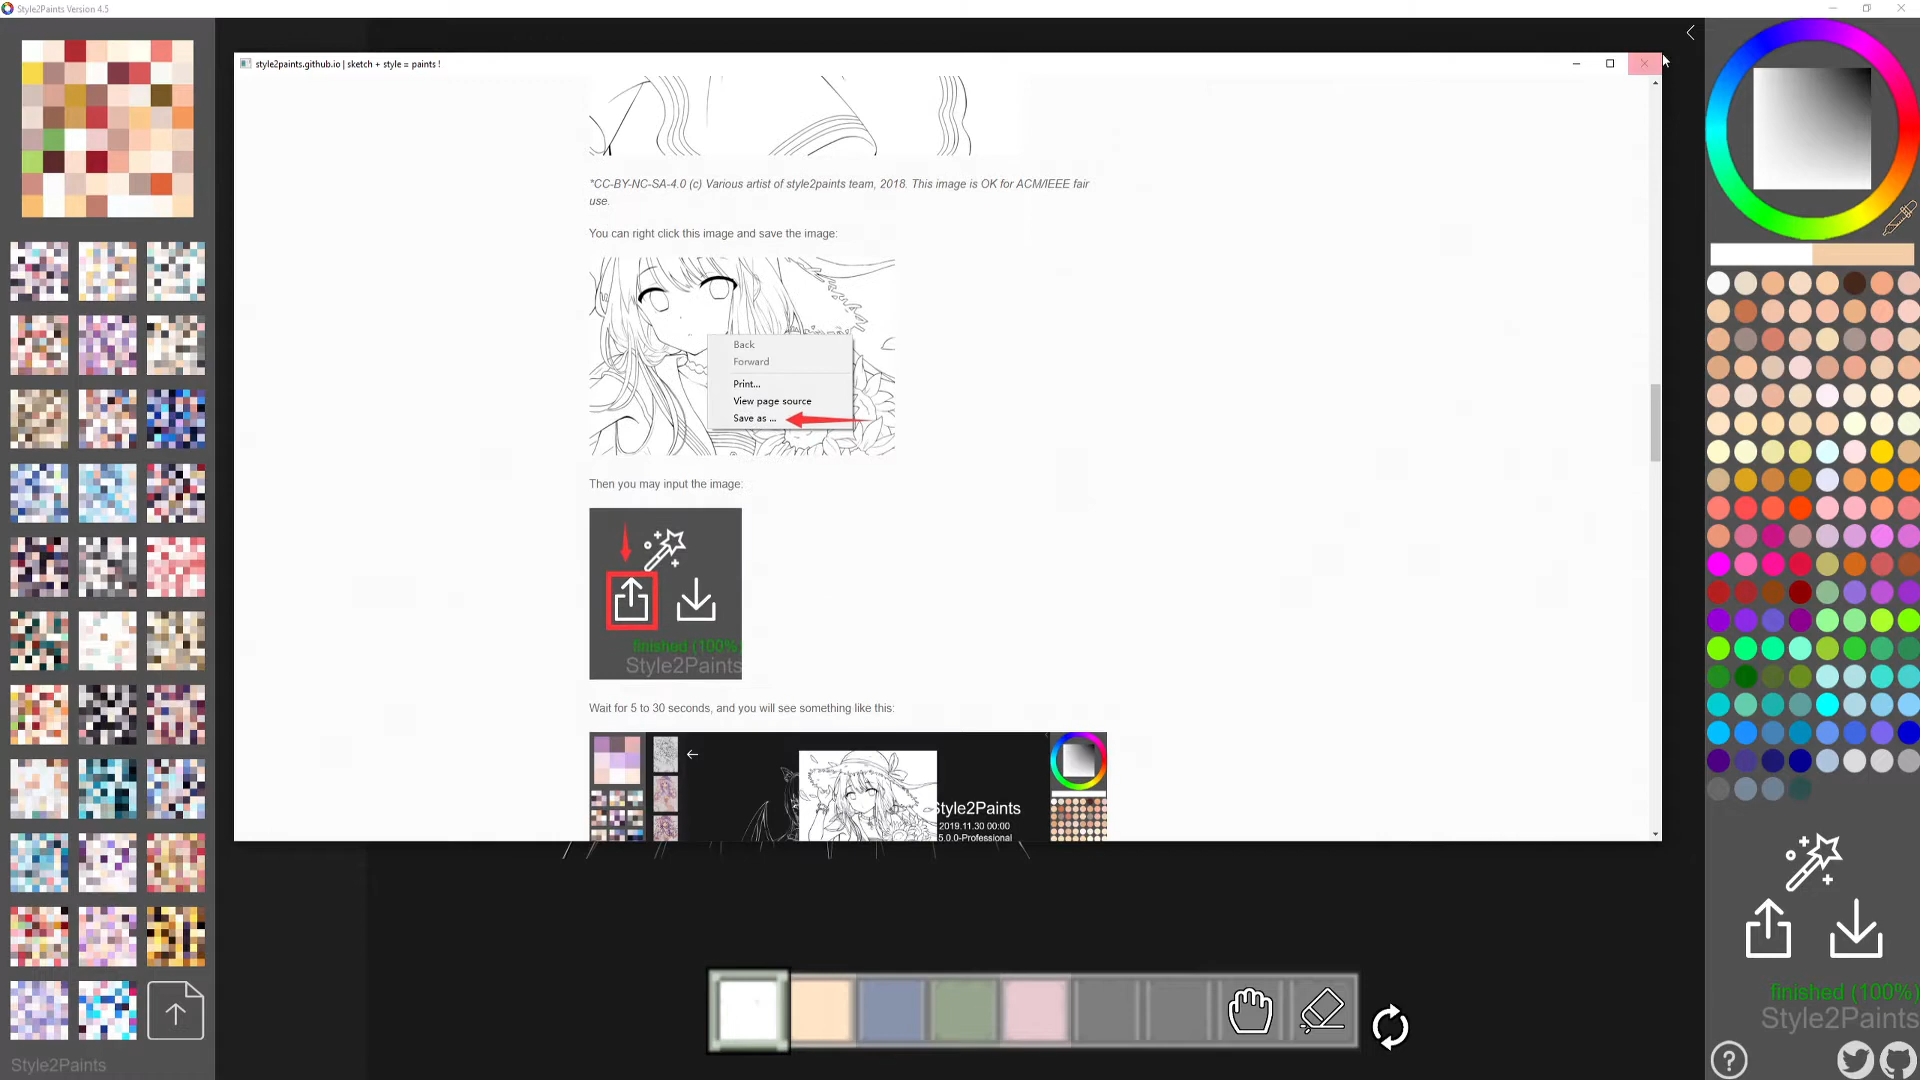 Style2Paints Version 4.5
style2paints.github.io | sketch + style = paints !
*CC-BY-NC-SA-4.0 (c) Various artist of style2paints team, 2018. This image is OK for ACM/IEEE fair
use.
You can right click this image and save the image:
Back
Forward
Print...
View page source
Save as ...
Then you may input the image:
finished (100%)
Style2Paints
Wait for 5 to 30 seconds, and you will see something like this:
Style2Paints
2019.11.30 00:00
5.0.0-Professional
finished (100%)
Style2Paints
Style2Paints
?